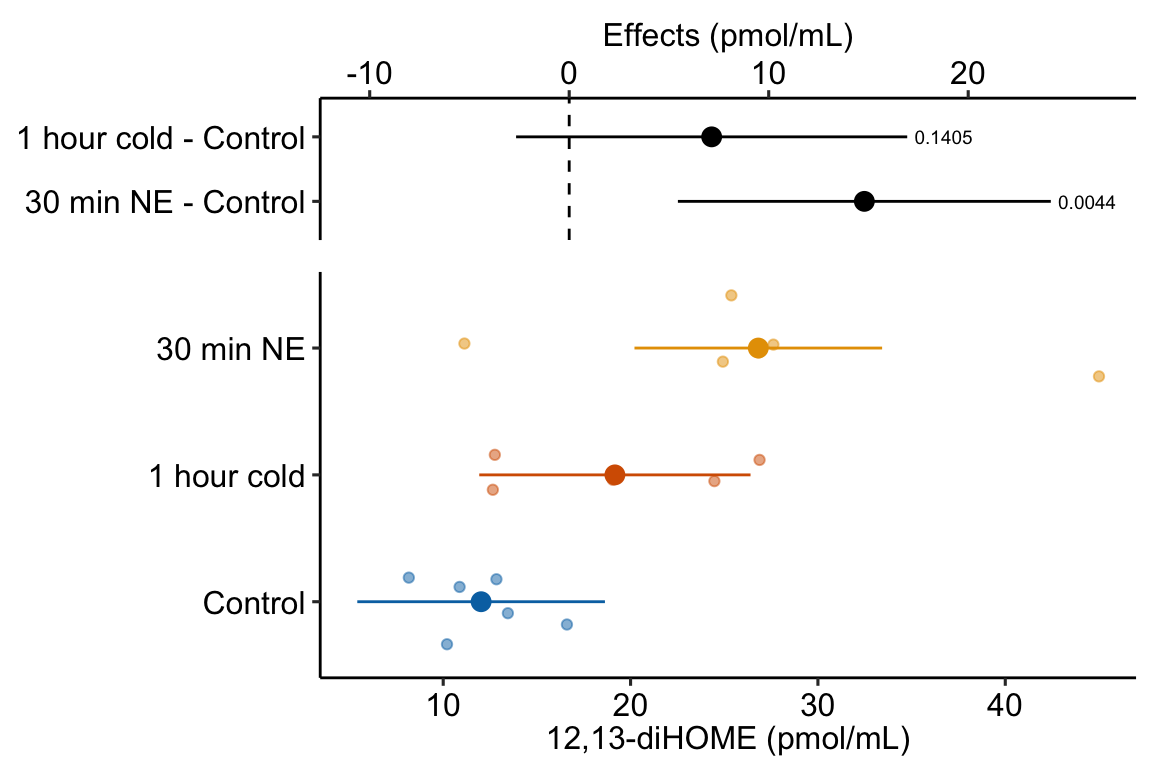 Effects (pmol/mL)
-10 0 10 20
1 hour cold - Control 0.1405
30 min NE - Control 0.0044
30 min NE
1 hour cold
Control
10 20 30 40
12,13-diHOME (pmol/mL)